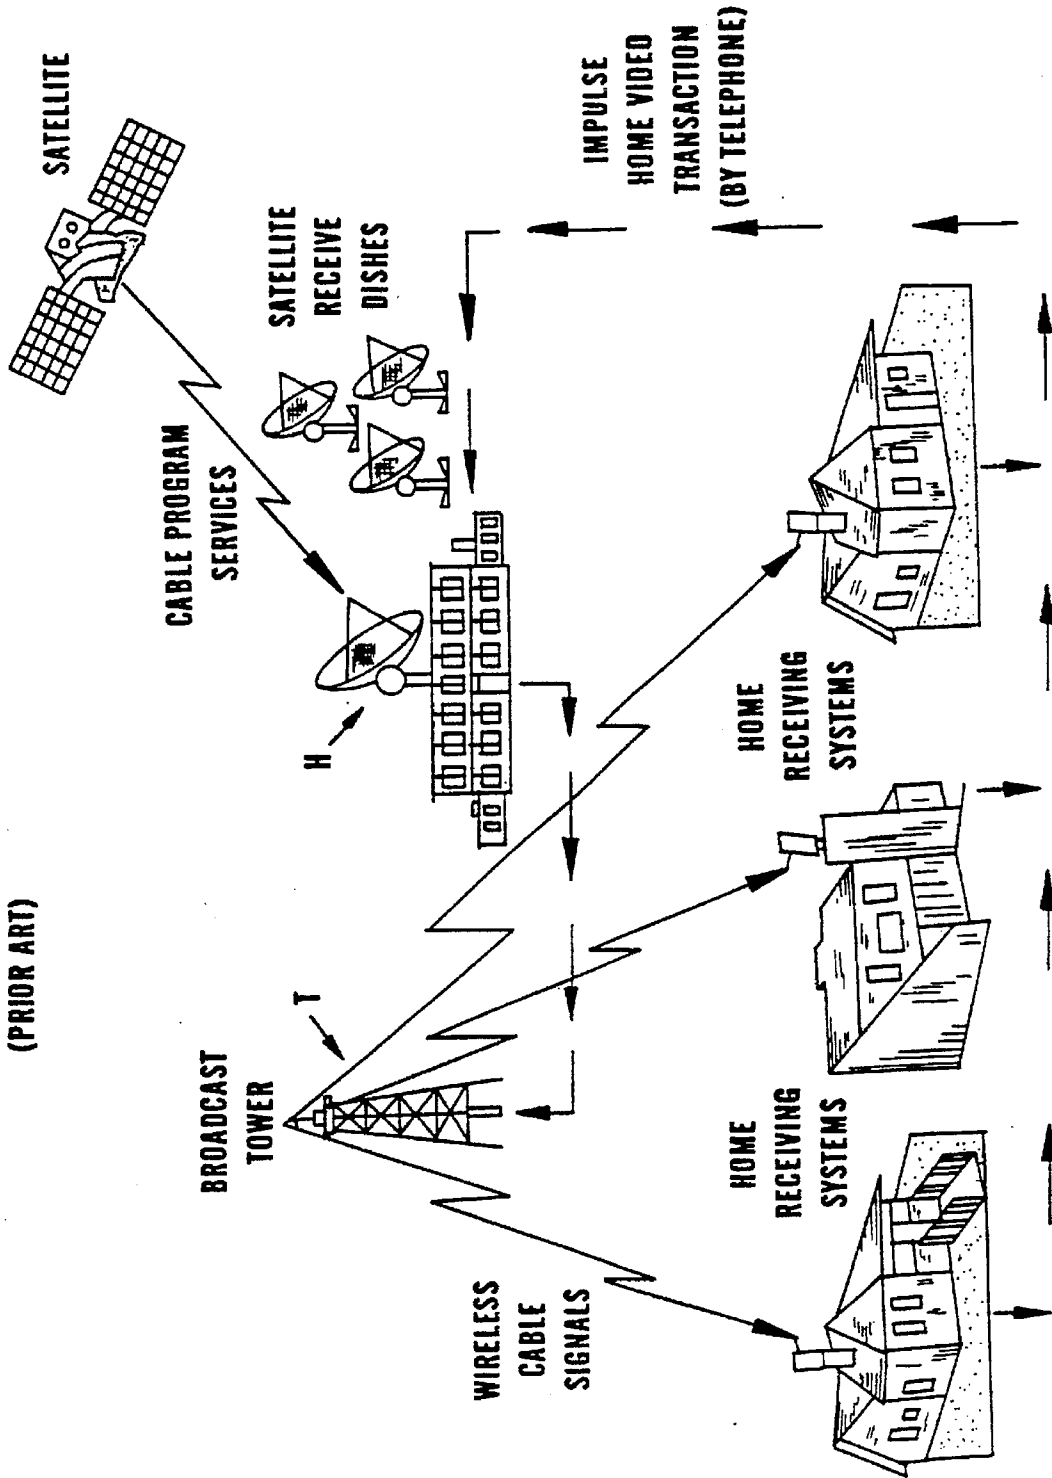 (PRIOR ART)
BROADCAST
TOWER
T
H
CABLE PROGRAM
SERVICES
SATELLITE
SATELLITE
RECEIVE
DISHES
WIRELESS
CABLE
SIGNALS
HOME
RECEIVING
SYSTEMS
HOME
RECEIVING
SYSTEMS
IMPULSE
HOME VIDEO
TRANSACTION
(BY TELEPHONE)